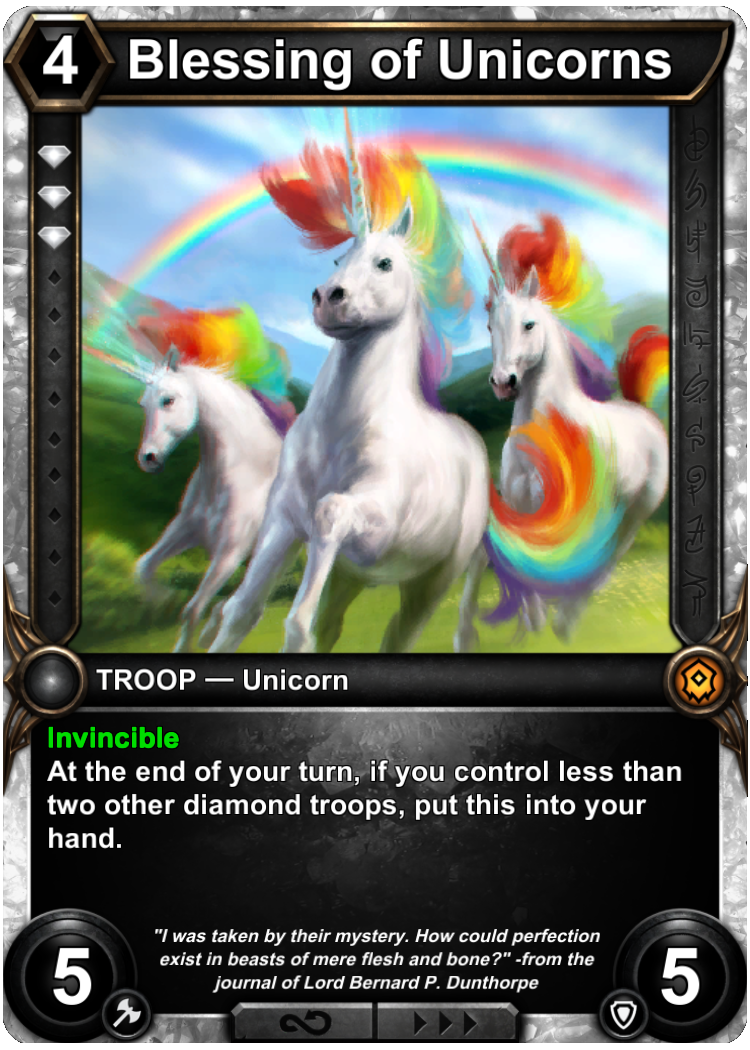 4 Blessing of Unicorns
TROOP — Unicorn
Invincible
At the end of your turn, if you control less than
two other diamond troops, put this into your
hand.
"I was taken by their mystery. How could perfection
exist in beasts of mere flesh and bone?" -from the
journal of Lord Bernard P. Dunthorpe
5
5